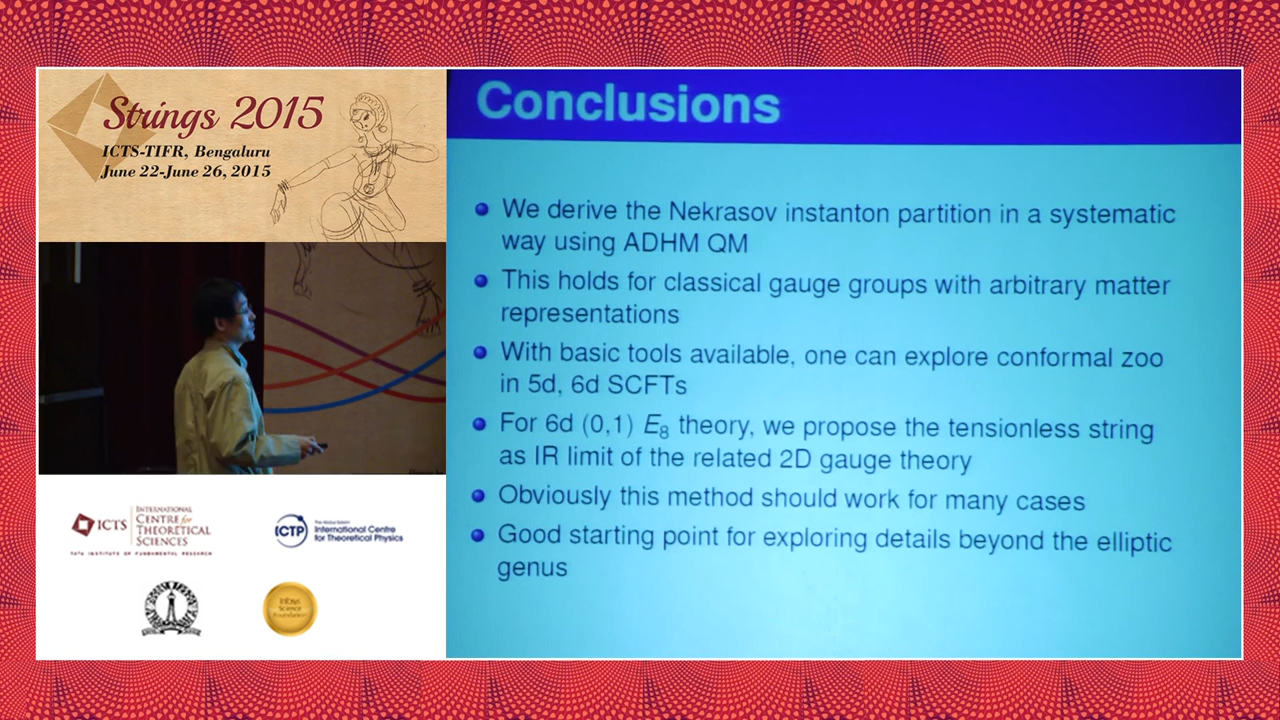 Strings 2015
ICTS-TIFR, Bengaluru
June 22-June 26, 2015
ICTS
INTERNATIONAL
CENTRE for
THEORETICAL
SCIENCES
TATA INSTITUTE OF FUNDAMENTAL RESEARCH
ICTP
International Centre
for Theoretical Physics
Infosys
Science
Foundation
Conclusions
We derive the Nekrasov instanton partition in a systematic
way using ADHM QM
This holds for classical gauge groups with arbitrary matter
representations
With basic tools available, one can explore conformal zoo
in 5d, 6d SCFTs
For 6d (0,1) E₈ theory, we propose the tensionless string
as IR limit of the related 2D gauge theory
Obviously this method should work for many cases
Good starting point for exploring details beyond the elliptic
genus